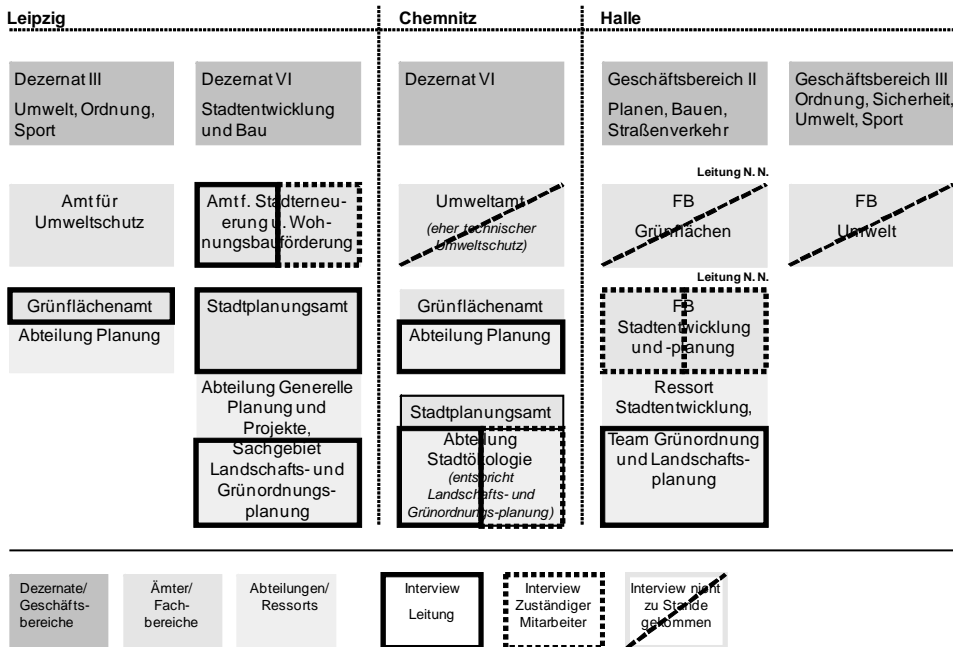 Leipzig
Chemnitz
Halle
Dezernat III
Umwelt, Ordnung,
Sport
Dezernat VI
Stadtentwicklung
und Bau
Dezernat VI
Geschäftsbereich II
Planen, Bauen,
Straßenverkehr
Geschäftsbereich III
Ordnung, Sicherheit,
Umwelt, Sport
Amt für
Umweltschutz
Amt f. Stadterneu-
erung u. Woh-
nungsbauförderung
Umweltamt
(eher technischer
Umweltschutz)
Leitung N. N.
FB
Grünflächen
FB
Umwelt
Grünflächenamt
Abteilung Planung
Stadtplanungsamt
Abteilung Generelle
Planung und
Projekte,
Sachgebiet
Landschafts- und
Grünordnungs-
planung
Grünflächenamt
Abteilung Planung
Stadtplanungsamt
Abteilung
Stadtökologie
(entspricht
Landschafts- und
Grünordnungs-planung)
Leitung N. N.
FB
Stadtentwicklung
und -planung
Ressort
Stadtentwicklung,
Team Grünordnung
und Landschafts-
planung
Dezernate/
Geschäfts-
bereiche
Ämter/
Fach-
bereiche
Abteilungen/
Ressorts
Interview
Leitung
Interview
Zuständiger
Mitarbeiter
Interview nicht
zu Stande
gekommen